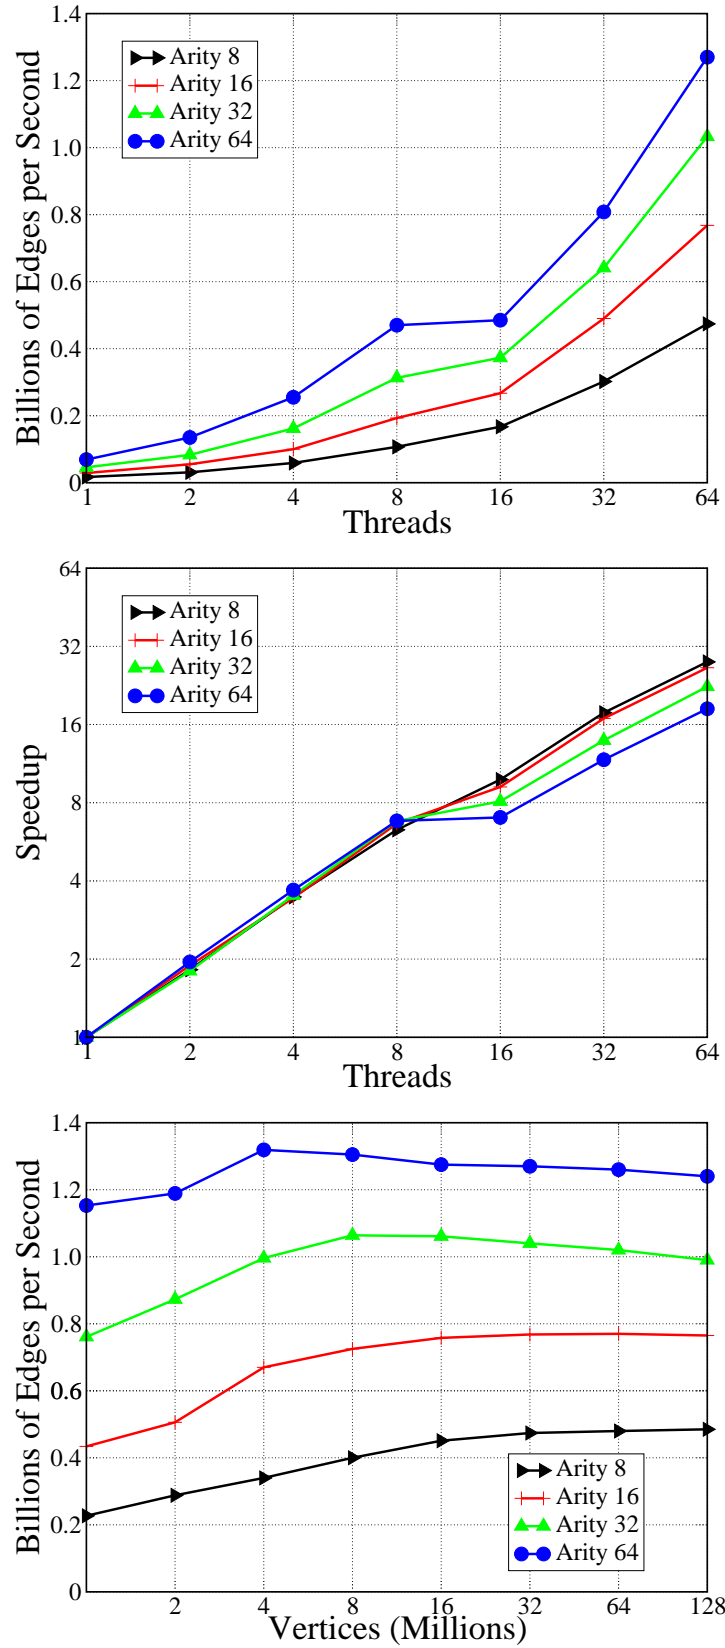 1.4
1.2
1.0
0.8
0.6
0.4
0.2
0
Billions of Edges per Second
Arity 8
Arity 16
Arity 32
Arity 64
1 2 4 8 16 32 64
Threads
64
32
16
8
4
2
1
Speedup
Arity 8
Arity 16
Arity 32
Arity 64
1 2 4 8 16 32 64
Threads
1.4
1.2
1.0
0.8
0.6
0.4
0.2
0
Billions of Edges per Second
Arity 8
Arity 16
Arity 32
Arity 64
2 4 8 16 32 64 128
Vertices (Millions)